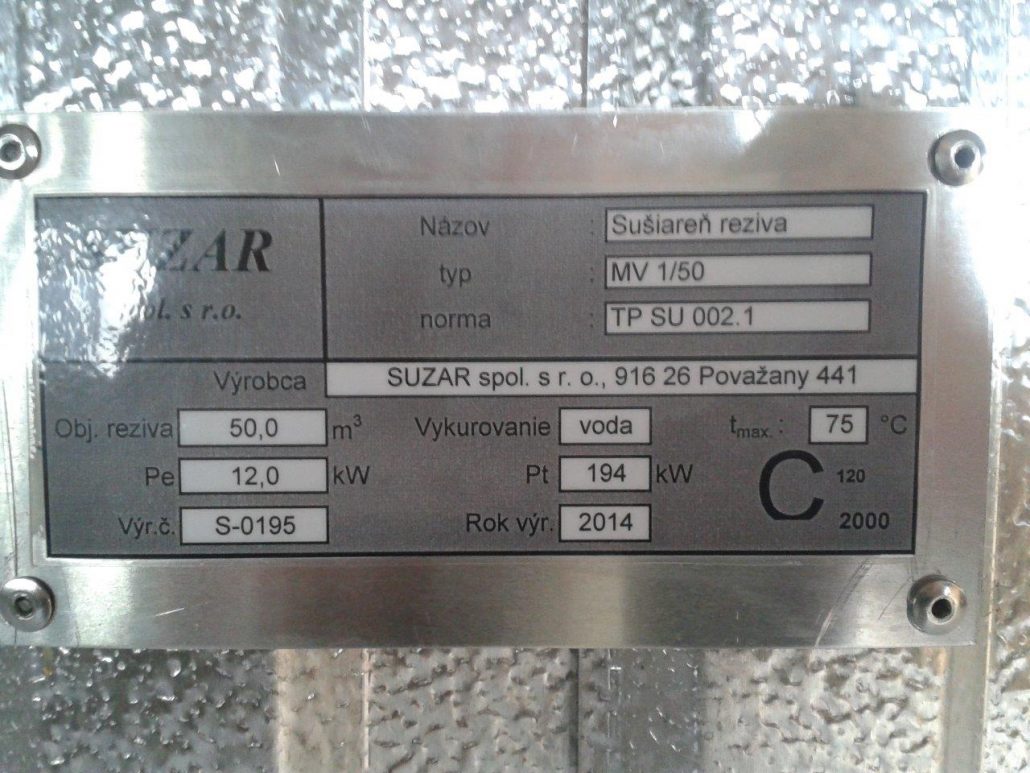 SUZAR
spol. s r.o.
Názov : Sušiareň reziva
typ : MV 1/50
norma : TP SU 002.1
Výrobca SUZAR spol. s r. o., 916 26 Považany 441
Obj. reziva 50,0 m³ Vykurovanie voda tmax. : 75 °C
Pe 12,0 kW Pt 194 kW C 120
Výr.č. S-0195 Rok výr. 2014 2000